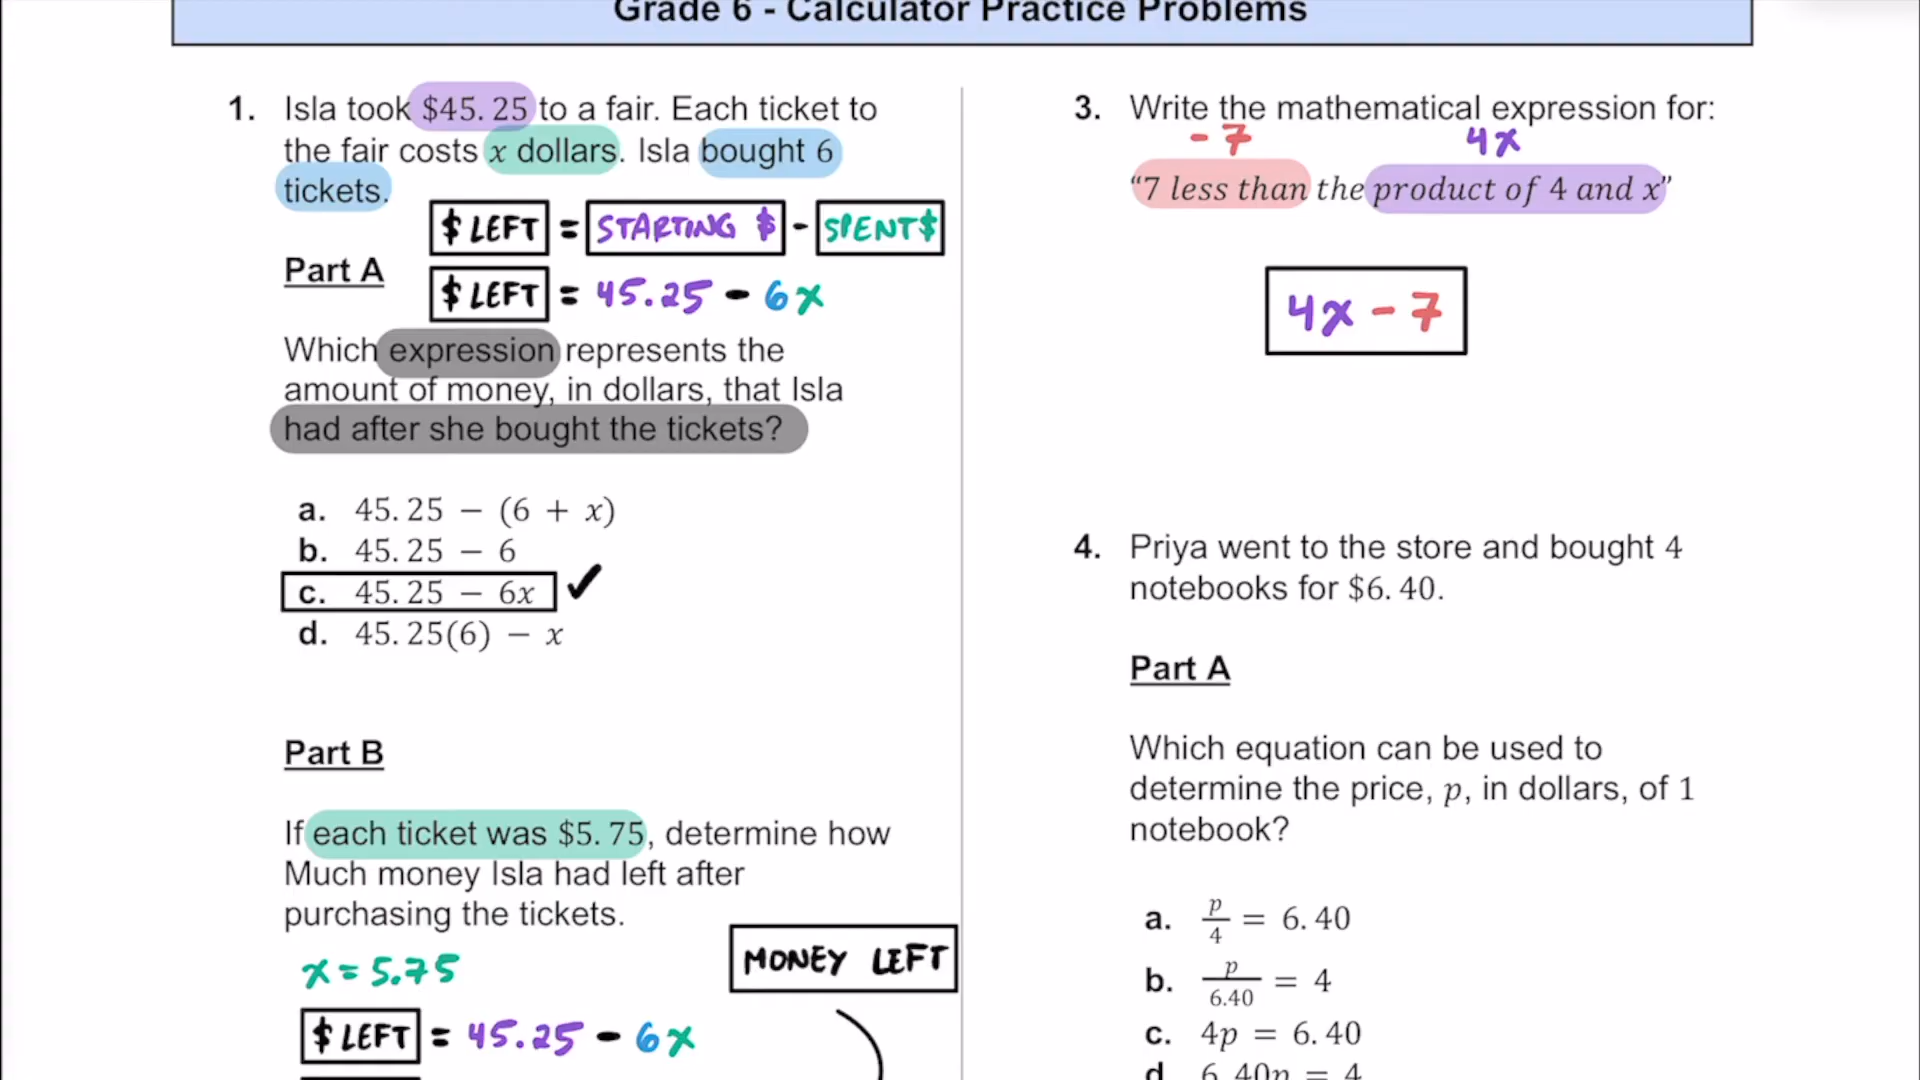 Grade 6 - Calculator Practice Problems
1. Isla took $45.25 to a fair. Each ticket to
the fair costs x dollars. Isla bought 6
tickets.
$ LEFT = STARTING $ - SPENT $
Part A
$ LEFT = 45.25 - 6x
Which expression represents the
amount of money, in dollars, that Isla
had after she bought the tickets?
a. 45.25 − (6 + x)
b. 45.25 − 6
c. 45.25 − 6x ✓
d. 45.25(6) − x
Part B
If each ticket was $5.75, determine how
Much money Isla had left after
purchasing the tickets.
x = 5.75
MONEY LEFT
$ LEFT = 45.25 - 6x
3. Write the mathematical expression for:
- 7 4x
“7 less than the product of 4 and x”
4x - 7
4. Priya went to the store and bought 4
notebooks for $6.40.
Part A
Which equation can be used to
determine the price, p, in dollars, of 1
notebook?
a. p/4 = 6.40
b. p/6.40 = 4
c. 4p = 6.40
d. 6.40p = 4